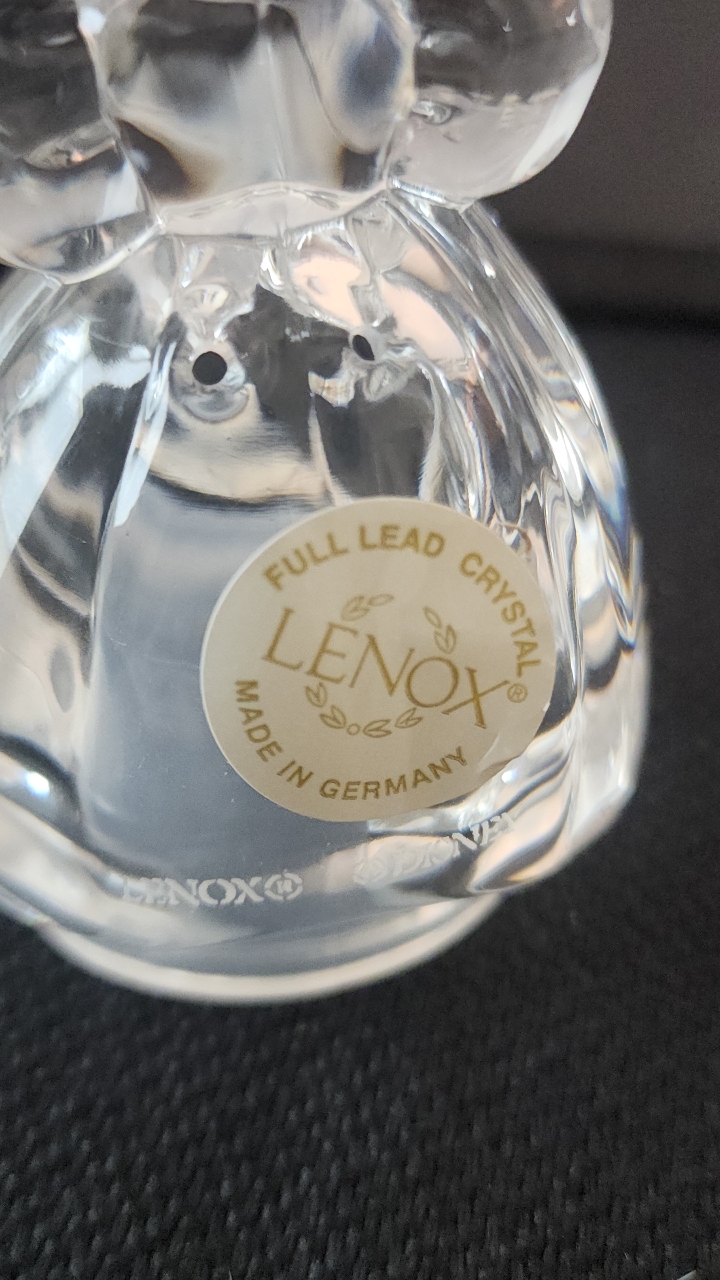 FULL LEAD CRYSTAL
LENOX®
MADE IN GERMANY
LENOX®
© DISNEY